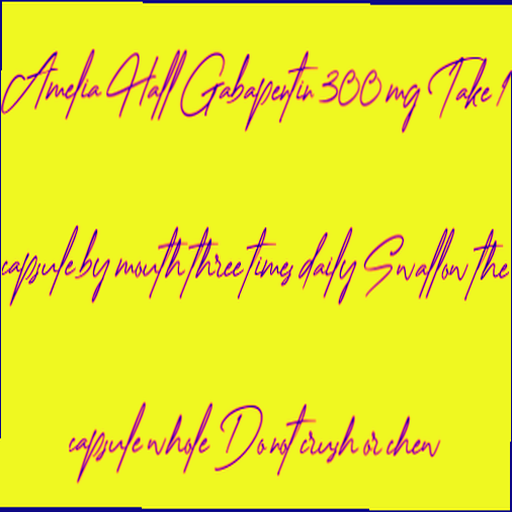 Amelia Hall Gabapentin 300 mg Take 1
capsule by mouth three times daily Swallow the
capsule whole Do not crush or chew